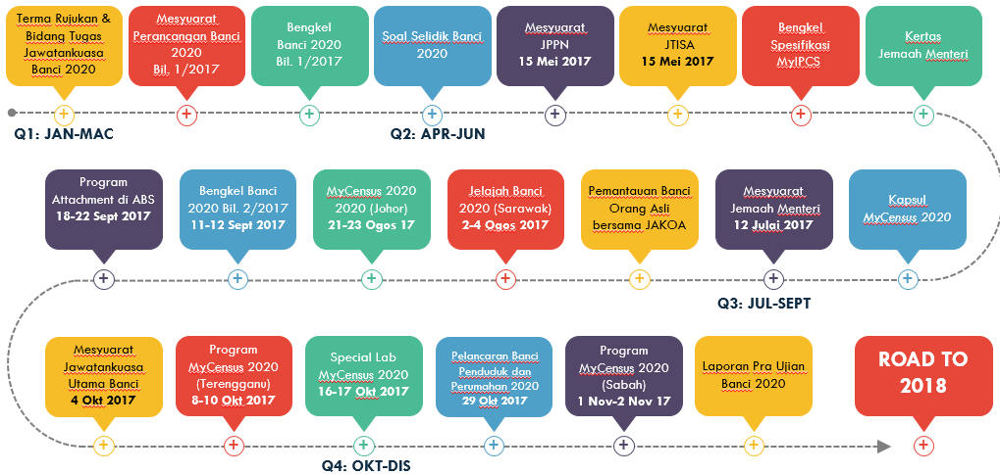 Terma Rujukan &
Bidang Tugas
Jawatankuasa
Banci 2020
Mesyuarat
Perancangan Banci
2020
Bil. 1/2017
Bengkel
Banci 2020
Bil. 1/2017
Soal Selidik Banci
2020
Mesyuarat
JPPN
15 Mei 2017
Mesyuarat
JTISA
15 Mei 2017
Bengkel
Spesifikasi
MyIPCS
Kertas
Jemaah Menteri
Q1: JAN-MAC
Q2: APR-JUN
Kapsul
MyCensus 2020
Mesyuarat
Jemaah Menteri
12 Julai 2017
Pemantauan Banci
Orang Asli
bersama JAKOA
Jelajah Banci
2020 (Sarawak)
2-4 Ogos 2017
MyCensus 2020
2020 (Johor)
21-23 Ogos 17
Bengkel Banci
2020 Bil. 2/2017
11-12 Sept 2017
Program
Attachment di ABS
18-22 Sept 2017
Q3: JUL-SEPT
Mesyuarat
Jawatankuasa
Utama Banci
4 Okt 2017
Program
MyCensus 2020
(Terengganu)
8-10 Okt 2017
Special Lab
MyCensus 2020
16-17 Okt 2017
Pelancaran Banci
Penduduk dan
Perumahan 2020
29 Okt 2017
Program
MyCensus 2020
(Sabah)
1 Nov-2 Nov 17
Laporan Pra Ujian
Banci 2020
ROAD TO
2018
Q4: OKT-DIS